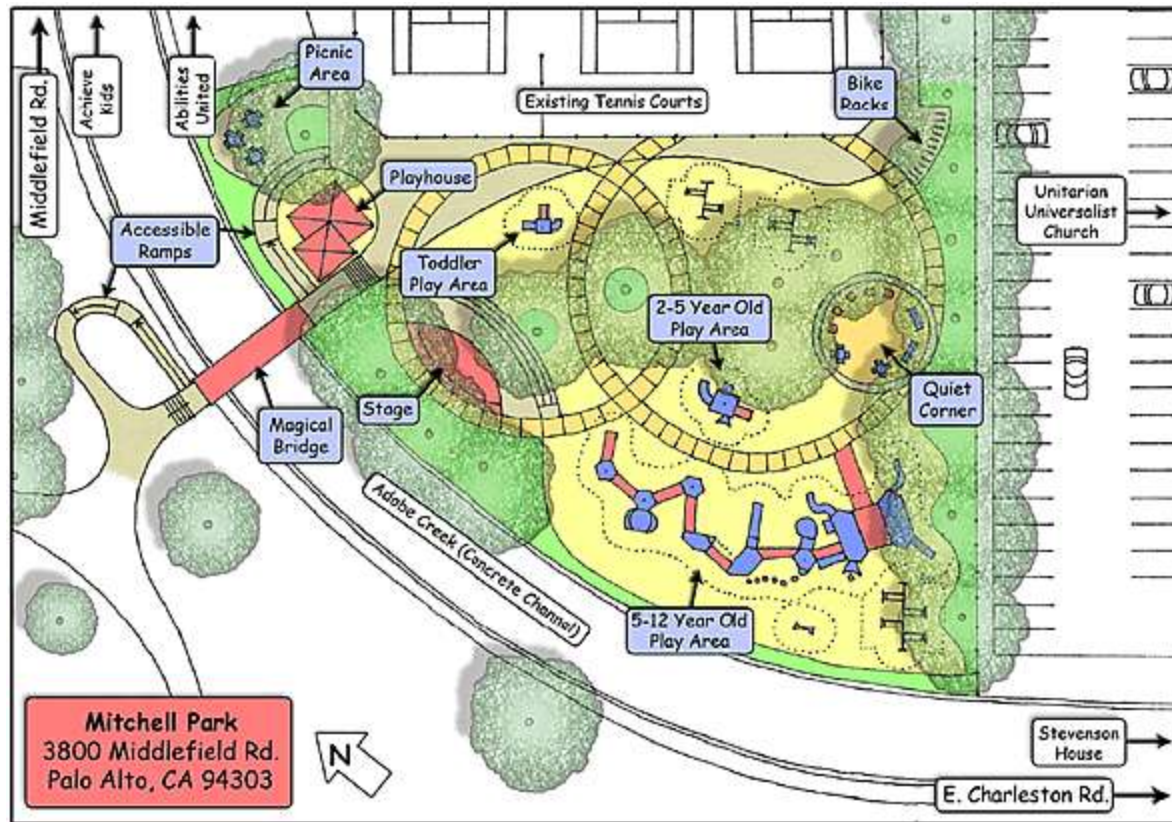 Middlefield Rd.
Achieve
Kids
Ablities
United
Picnic
Area
Existing Tennis Courts
Bike
Racks
Playhouse
Unitarian
Universalist
Church
Accessible
Ramps
Toddler
Play Area
2-5 Year Old
Play Area
Quiet
Corner
Stage
Magical
Bridge
Adobe Creek (Concrete Channel)
5-12 Year Old
Play Area
Mitchell Park
3800 Middlefield Rd.
Palo Alto, CA 94303
N
Stevenson
House
E. Charleston Rd.